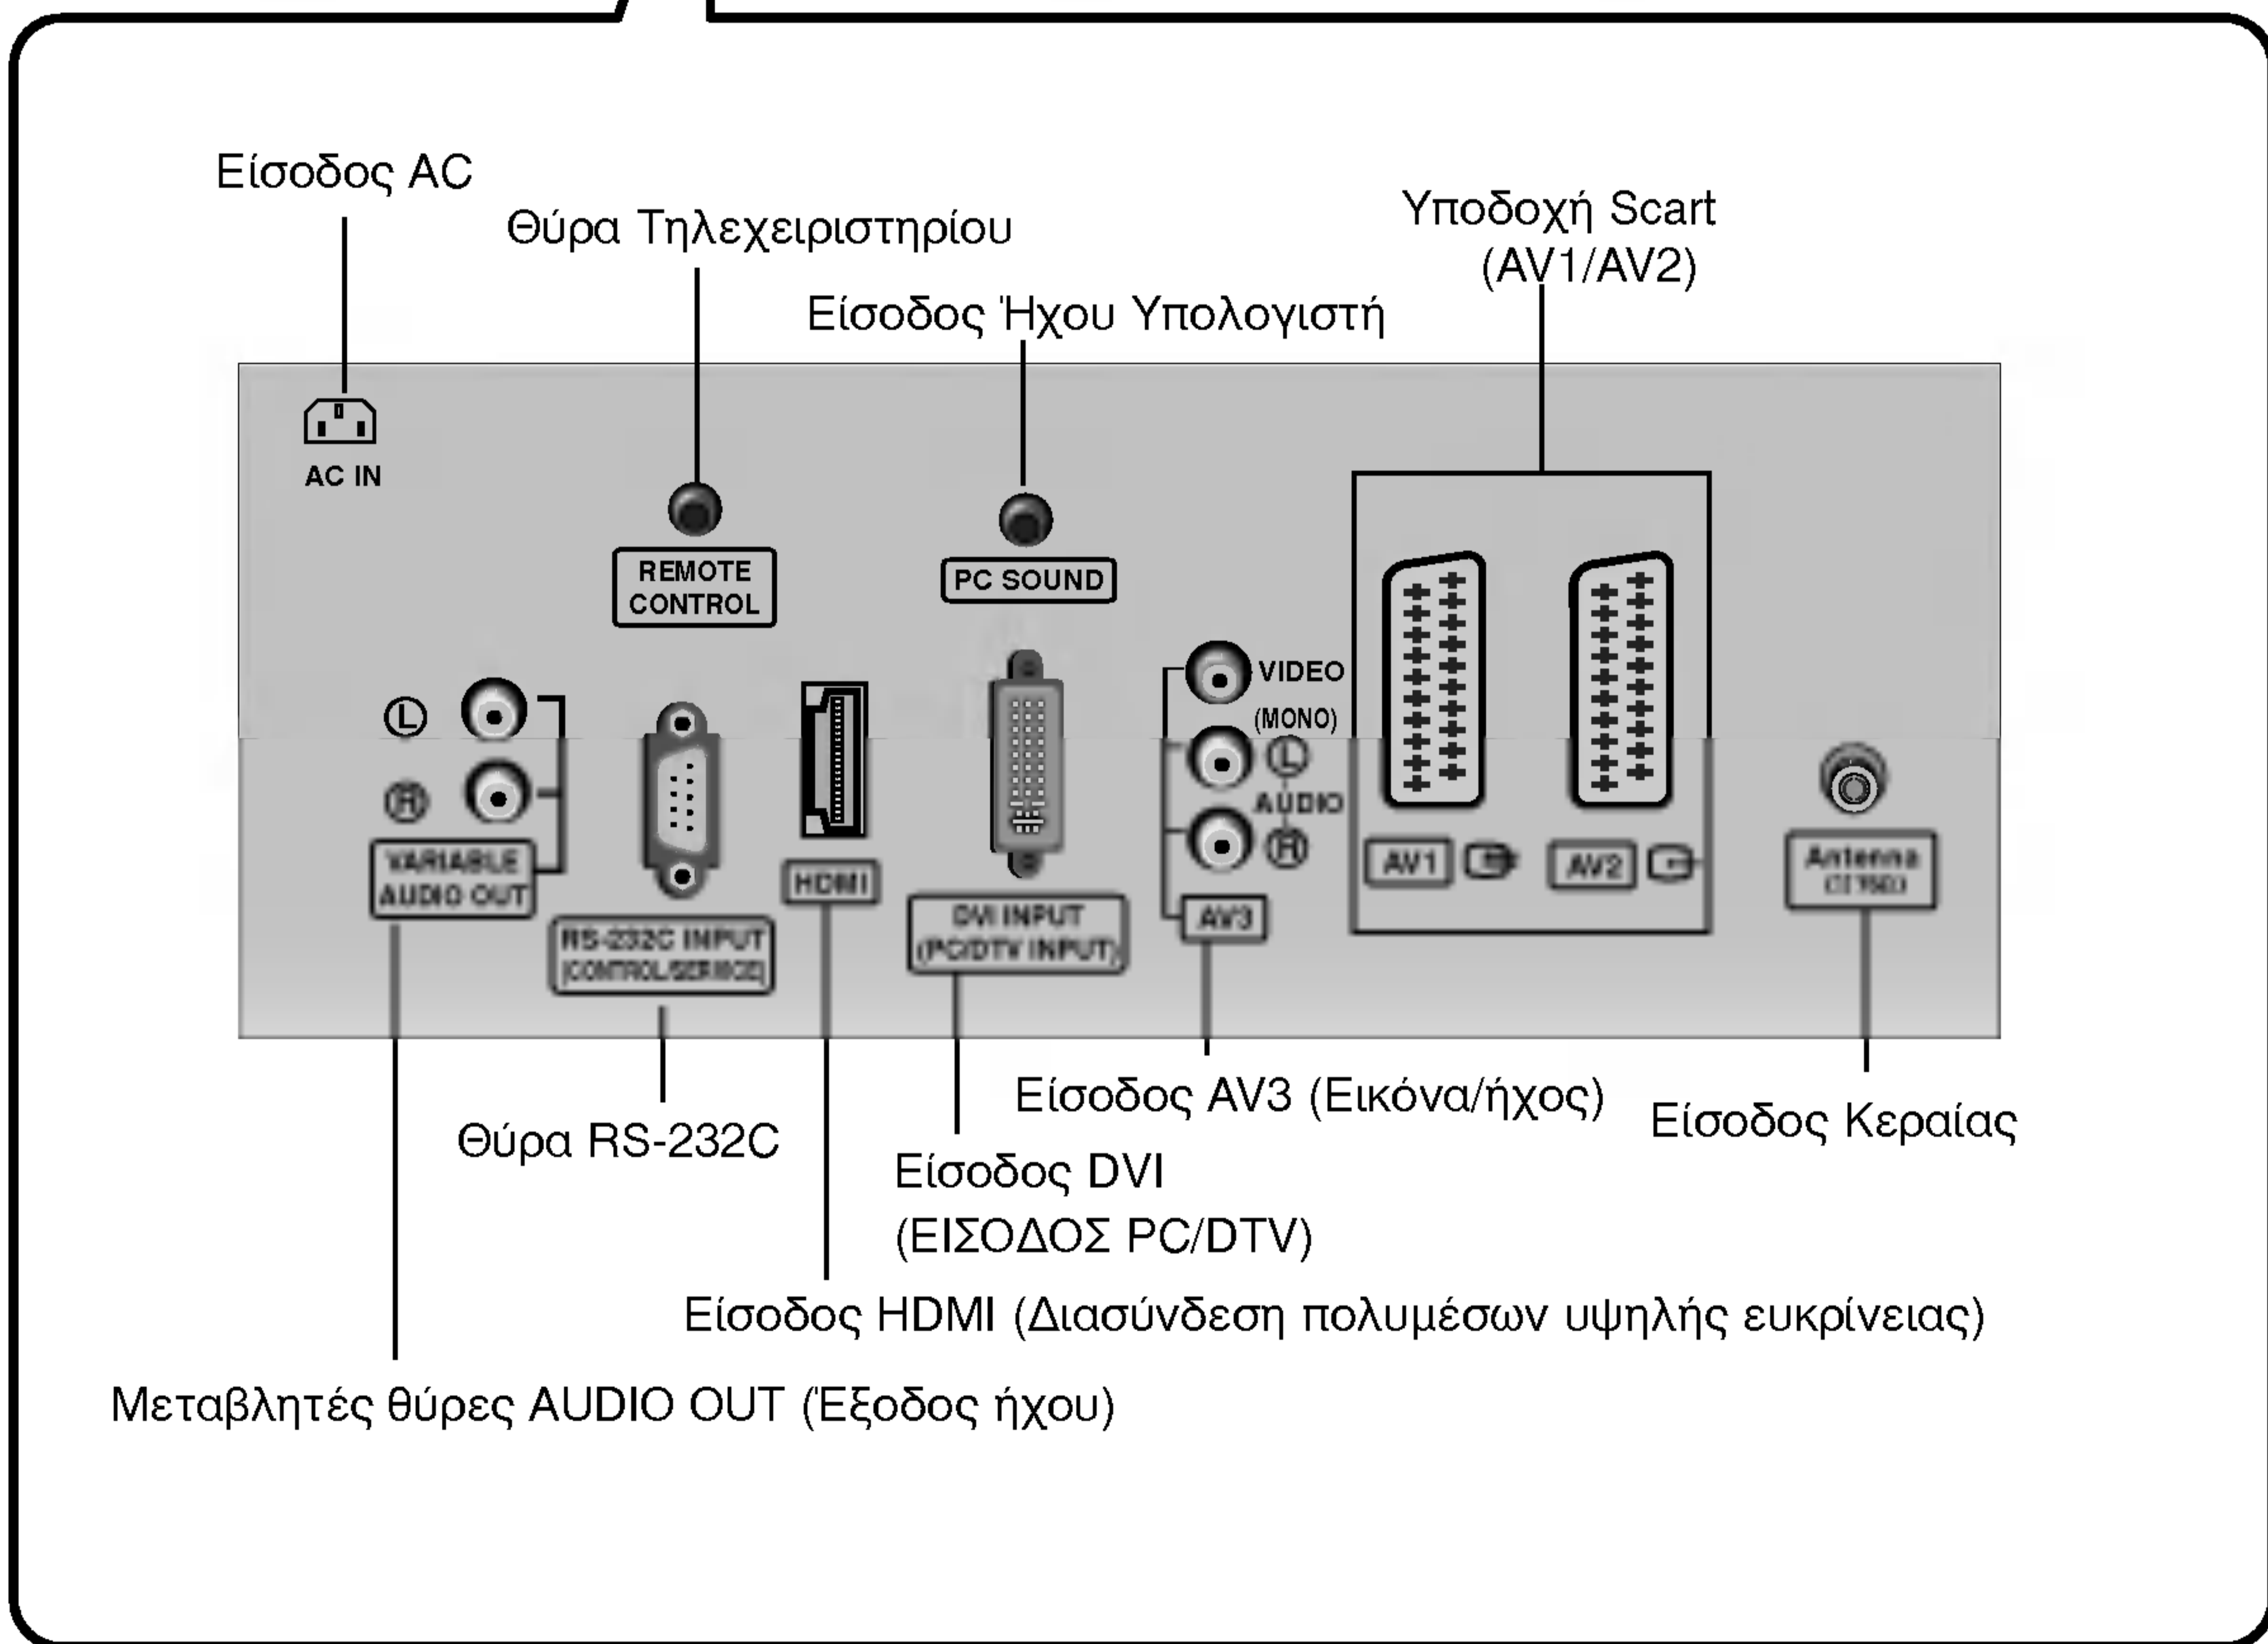 Είσοδος AC
Θύρα Τηλεχειριστηρίου
Υποδοχή Scart
(AV1/AV2)
Είσοδος Ήχου Υπολογιστή
AC IN
REMOTE
CONTROL
PC SOUND
VIDEO
(MONO)
L
L
R
AUDIO
R
VARIABLE
AUDIO OUT
HDMI
AV1
AV2
Antenna
RS-232C INPUT
(CONTROL/SERVICE)
DVI INPUT
(PC/DTV INPUT)
AV3
Είσοδος AV3 (Εικόνα/ήχος)
Είσοδος Κεραίας
Θύρα RS-232C
Είσοδος DVI
(ΕΙΣΟΔΟΣ PC/DTV)
Είσοδος HDMI (Διασύνδεση πολυμέσων υψηλής ευκρίνειας)
Μεταβλητές θύρες AUDIO OUT (Έξοδος ήχου)